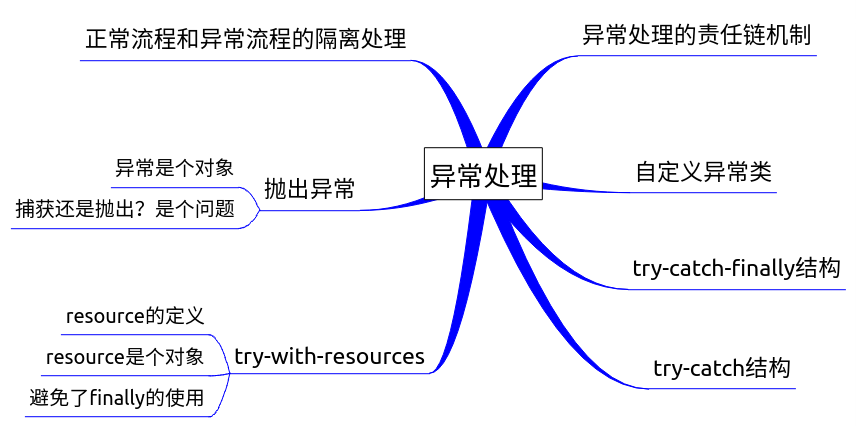 正常流程和异常流程的隔离处理
异常处理的责任链机制
异常是个对象
抛出异常
异常处理
自定义异常类
捕获还是抛出？是个问题
try-catch-finally结构
resource的定义
resource是个对象
try-with-resources
try-catch结构
避免了finally的使用